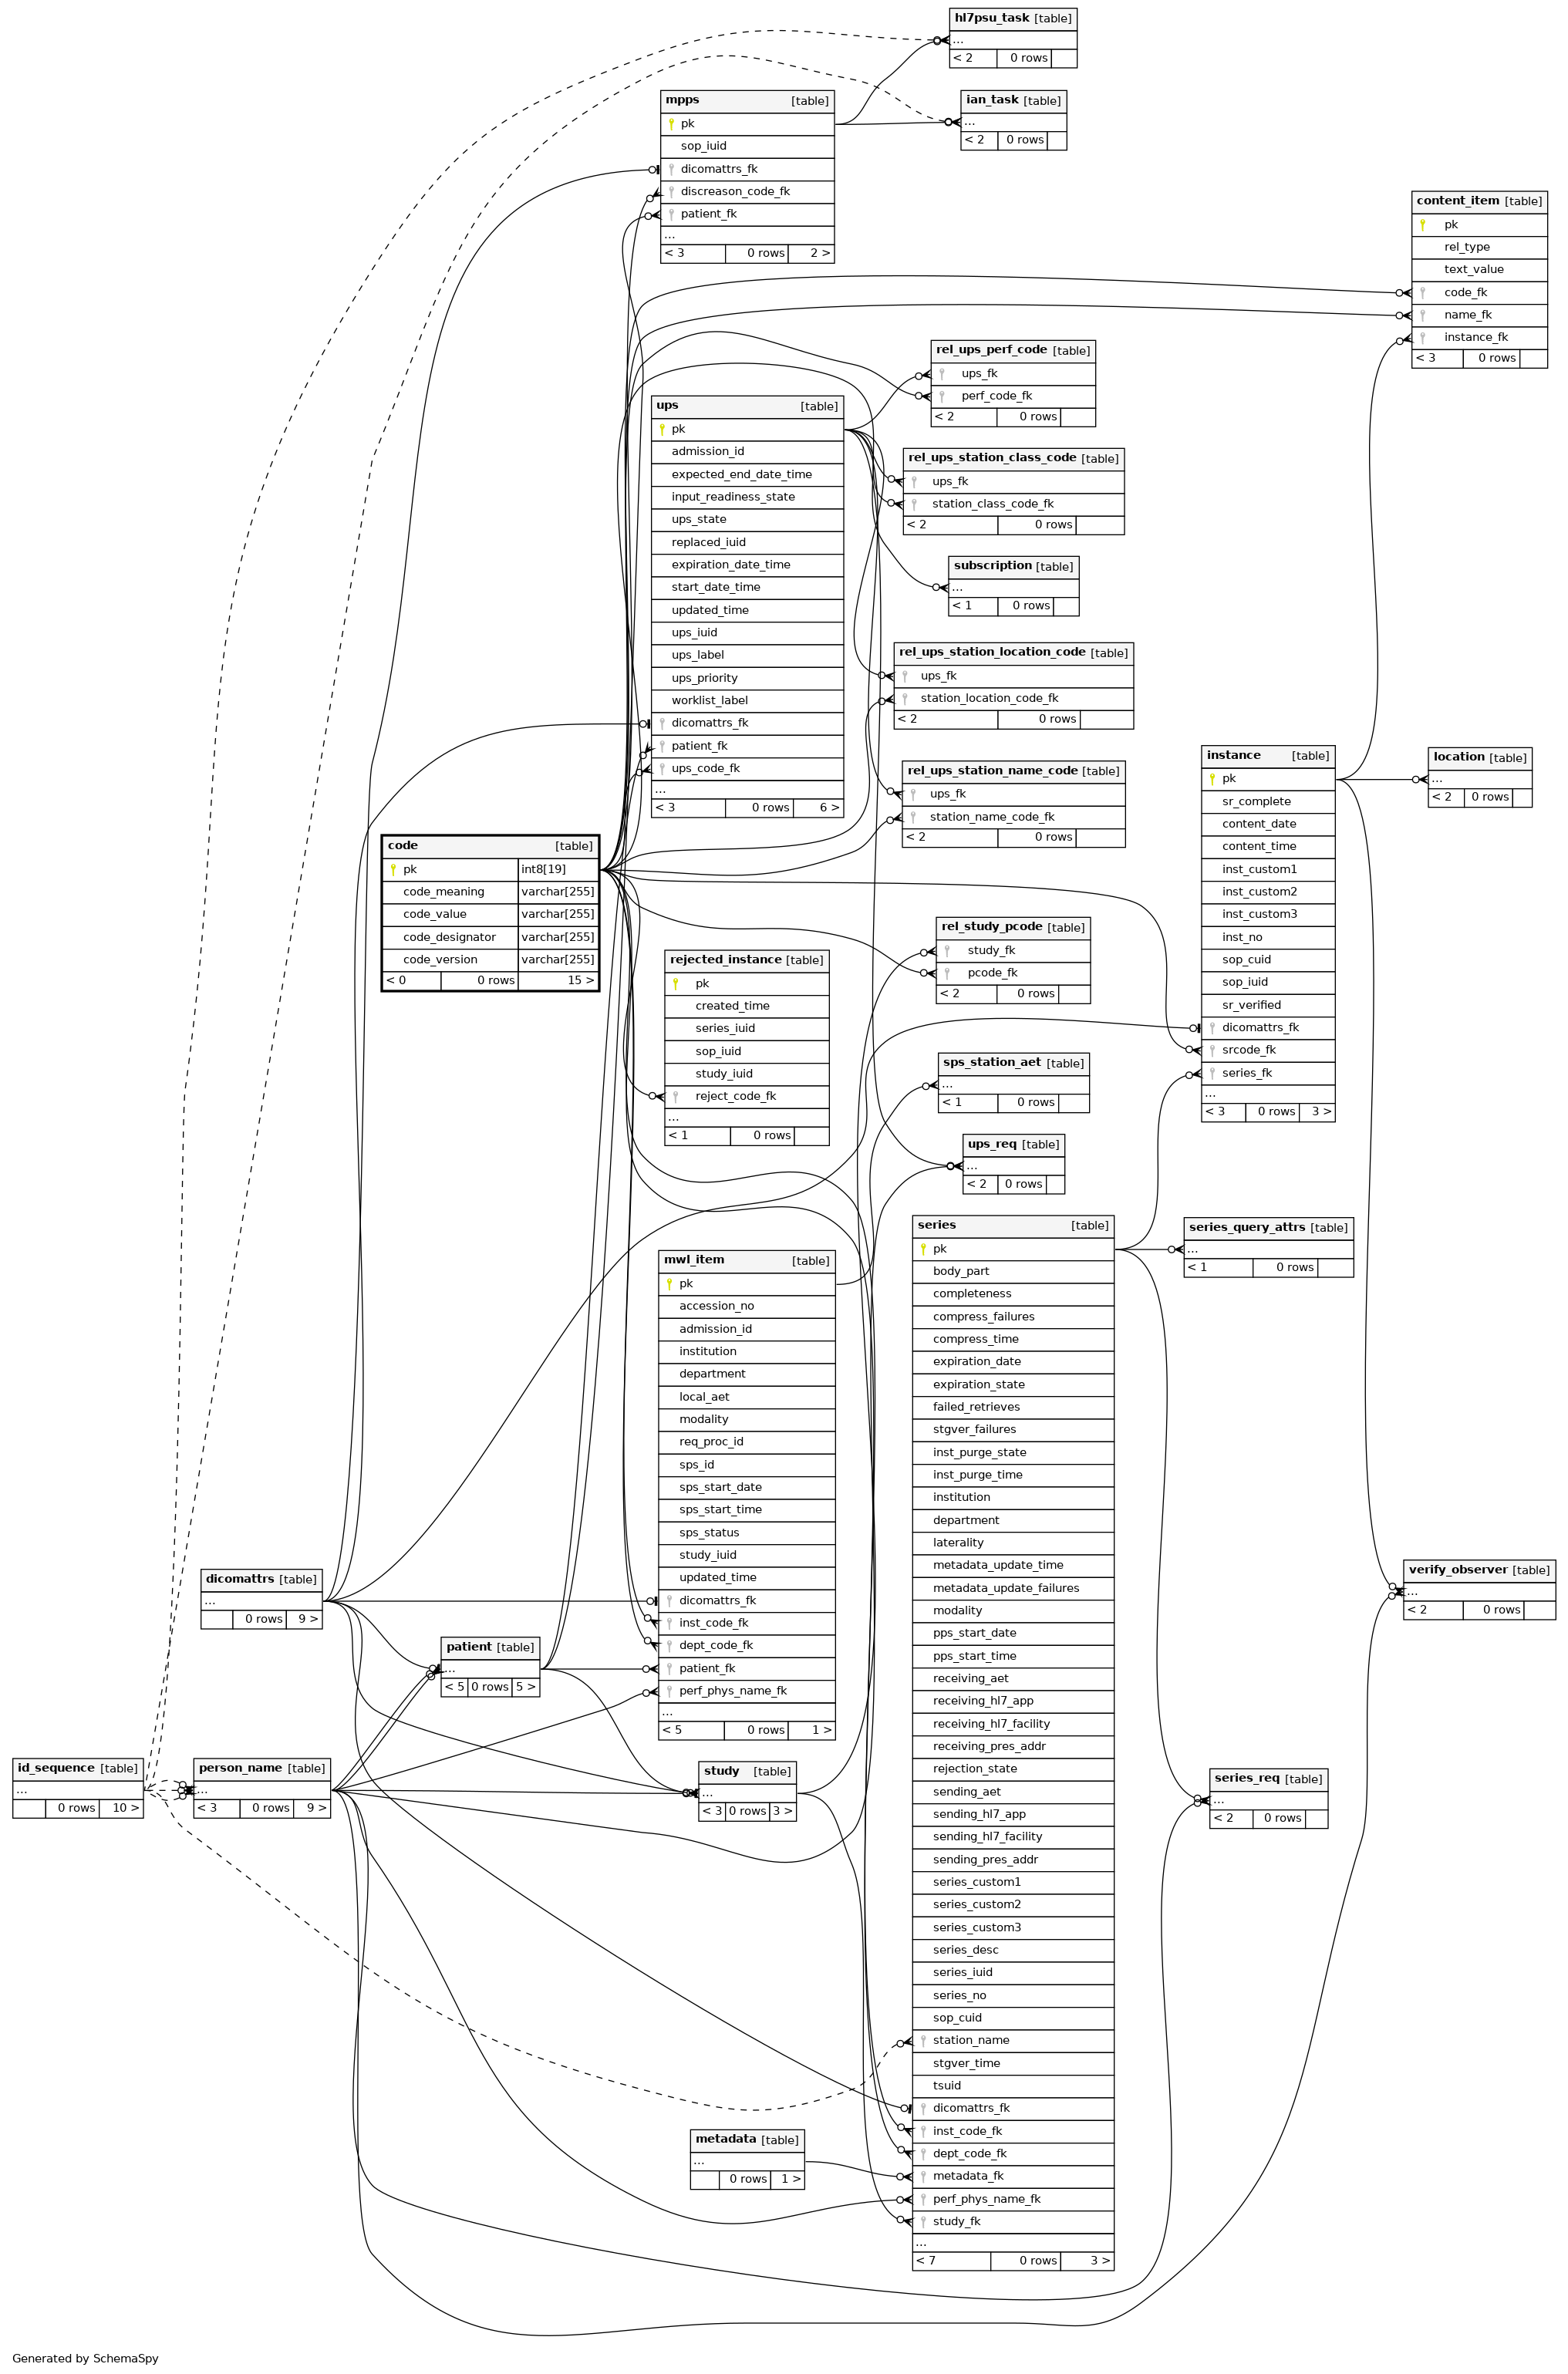 hl7psu_task [table]
...
< 2 0 rows
mpps [table]
pk
sop_iuid
dicomattrs_fk
discreason_code_fk
patient_fk
...
< 3 0 rows 2 >
ian_task [table]
...
< 2 0 rows
content_item [table]
pk
rel_type
text_value
code_fk
name_fk
instance_fk
< 3 0 rows
rel_ups_perf_code [table]
ups_fk
perf_code_fk
< 2 0 rows
ups [table]
pk
admission_id
expected_end_date_time
input_readiness_state
ups_state
replaced_iuid
expiration_date_time
start_date_time
updated_time
ups_iuid
ups_label
ups_priority
worklist_label
dicomattrs_fk
patient_fk
ups_code_fk
...
< 3 0 rows 6 >
rel_ups_station_class_code [table]
ups_fk
station_class_code_fk
< 2 0 rows
subscription [table]
...
< 1 0 rows
rel_ups_station_location_code [table]
ups_fk
station_location_code_fk
< 2 0 rows
rel_ups_station_name_code [table]
ups_fk
station_name_code_fk
< 2 0 rows
instance [table]
pk
sr_complete
content_date
content_time
inst_custom1
inst_custom2
inst_custom3
inst_no
sop_cuid
sop_iuid
sr_verified
dicomattrs_fk
srcode_fk
series_fk
...
< 3 0 rows 3 >
location [table]
...
< 2 0 rows
code [table]
pk int8[19]
code_meaning varchar[255]
code_value varchar[255]
code_designator varchar[255]
code_version varchar[255]
< 0 0 rows 15 >
rejected_instance [table]
pk
created_time
series_iuid
sop_iuid
study_iuid
reject_code_fk
...
< 1 0 rows
rel_study_pcode [table]
study_fk
pcode_fk
< 2 0 rows
sps_station_aet [table]
...
< 1 0 rows
ups_req [table]
...
< 2 0 rows
series [table]
pk
body_part
completeness
compress_failures
compress_time
expiration_date
expiration_state
failed_retrieves
stgver_failures
inst_purge_state
inst_purge_time
institution
department
laterality
metadata_update_time
metadata_update_failures
modality
pps_start_date
pps_start_time
receiving_aet
receiving_hl7_app
receiving_hl7_facility
receiving_pres_addr
rejection_state
sending_aet
sending_hl7_app
sending_hl7_facility
sending_pres_addr
series_custom1
series_custom2
series_custom3
series_desc
series_iuid
series_no
sop_cuid
station_name
stgver_time
tsuid
dicomattrs_fk
inst_code_fk
dept_code_fk
metadata_fk
perf_phys_name_fk
study_fk
...
< 7 0 rows 3 >
series_query_attrs [table]
...
< 1 0 rows
mwl_item [table]
pk
accession_no
admission_id
institution
department
local_aet
modality
req_proc_id
sps_id
sps_start_date
sps_start_time
sps_status
study_iuid
updated_time
dicomattrs_fk
inst_code_fk
dept_code_fk
patient_fk
perf_phys_name_fk
...
< 5 0 rows 1 >
verify_observer [table]
...
< 2 0 rows
dicomattrs [table]
...
0 rows 9 >
patient [table]
...
< 5 0 rows 5 >
id_sequence [table]
...
0 rows 10 >
person_name [table]
...
< 3 0 rows 9 >
study [table]
...
< 3 0 rows 3 >
series_req [table]
...
< 2 0 rows
metadata [table]
...
0 rows 1 >
Generated by SchemaSpy